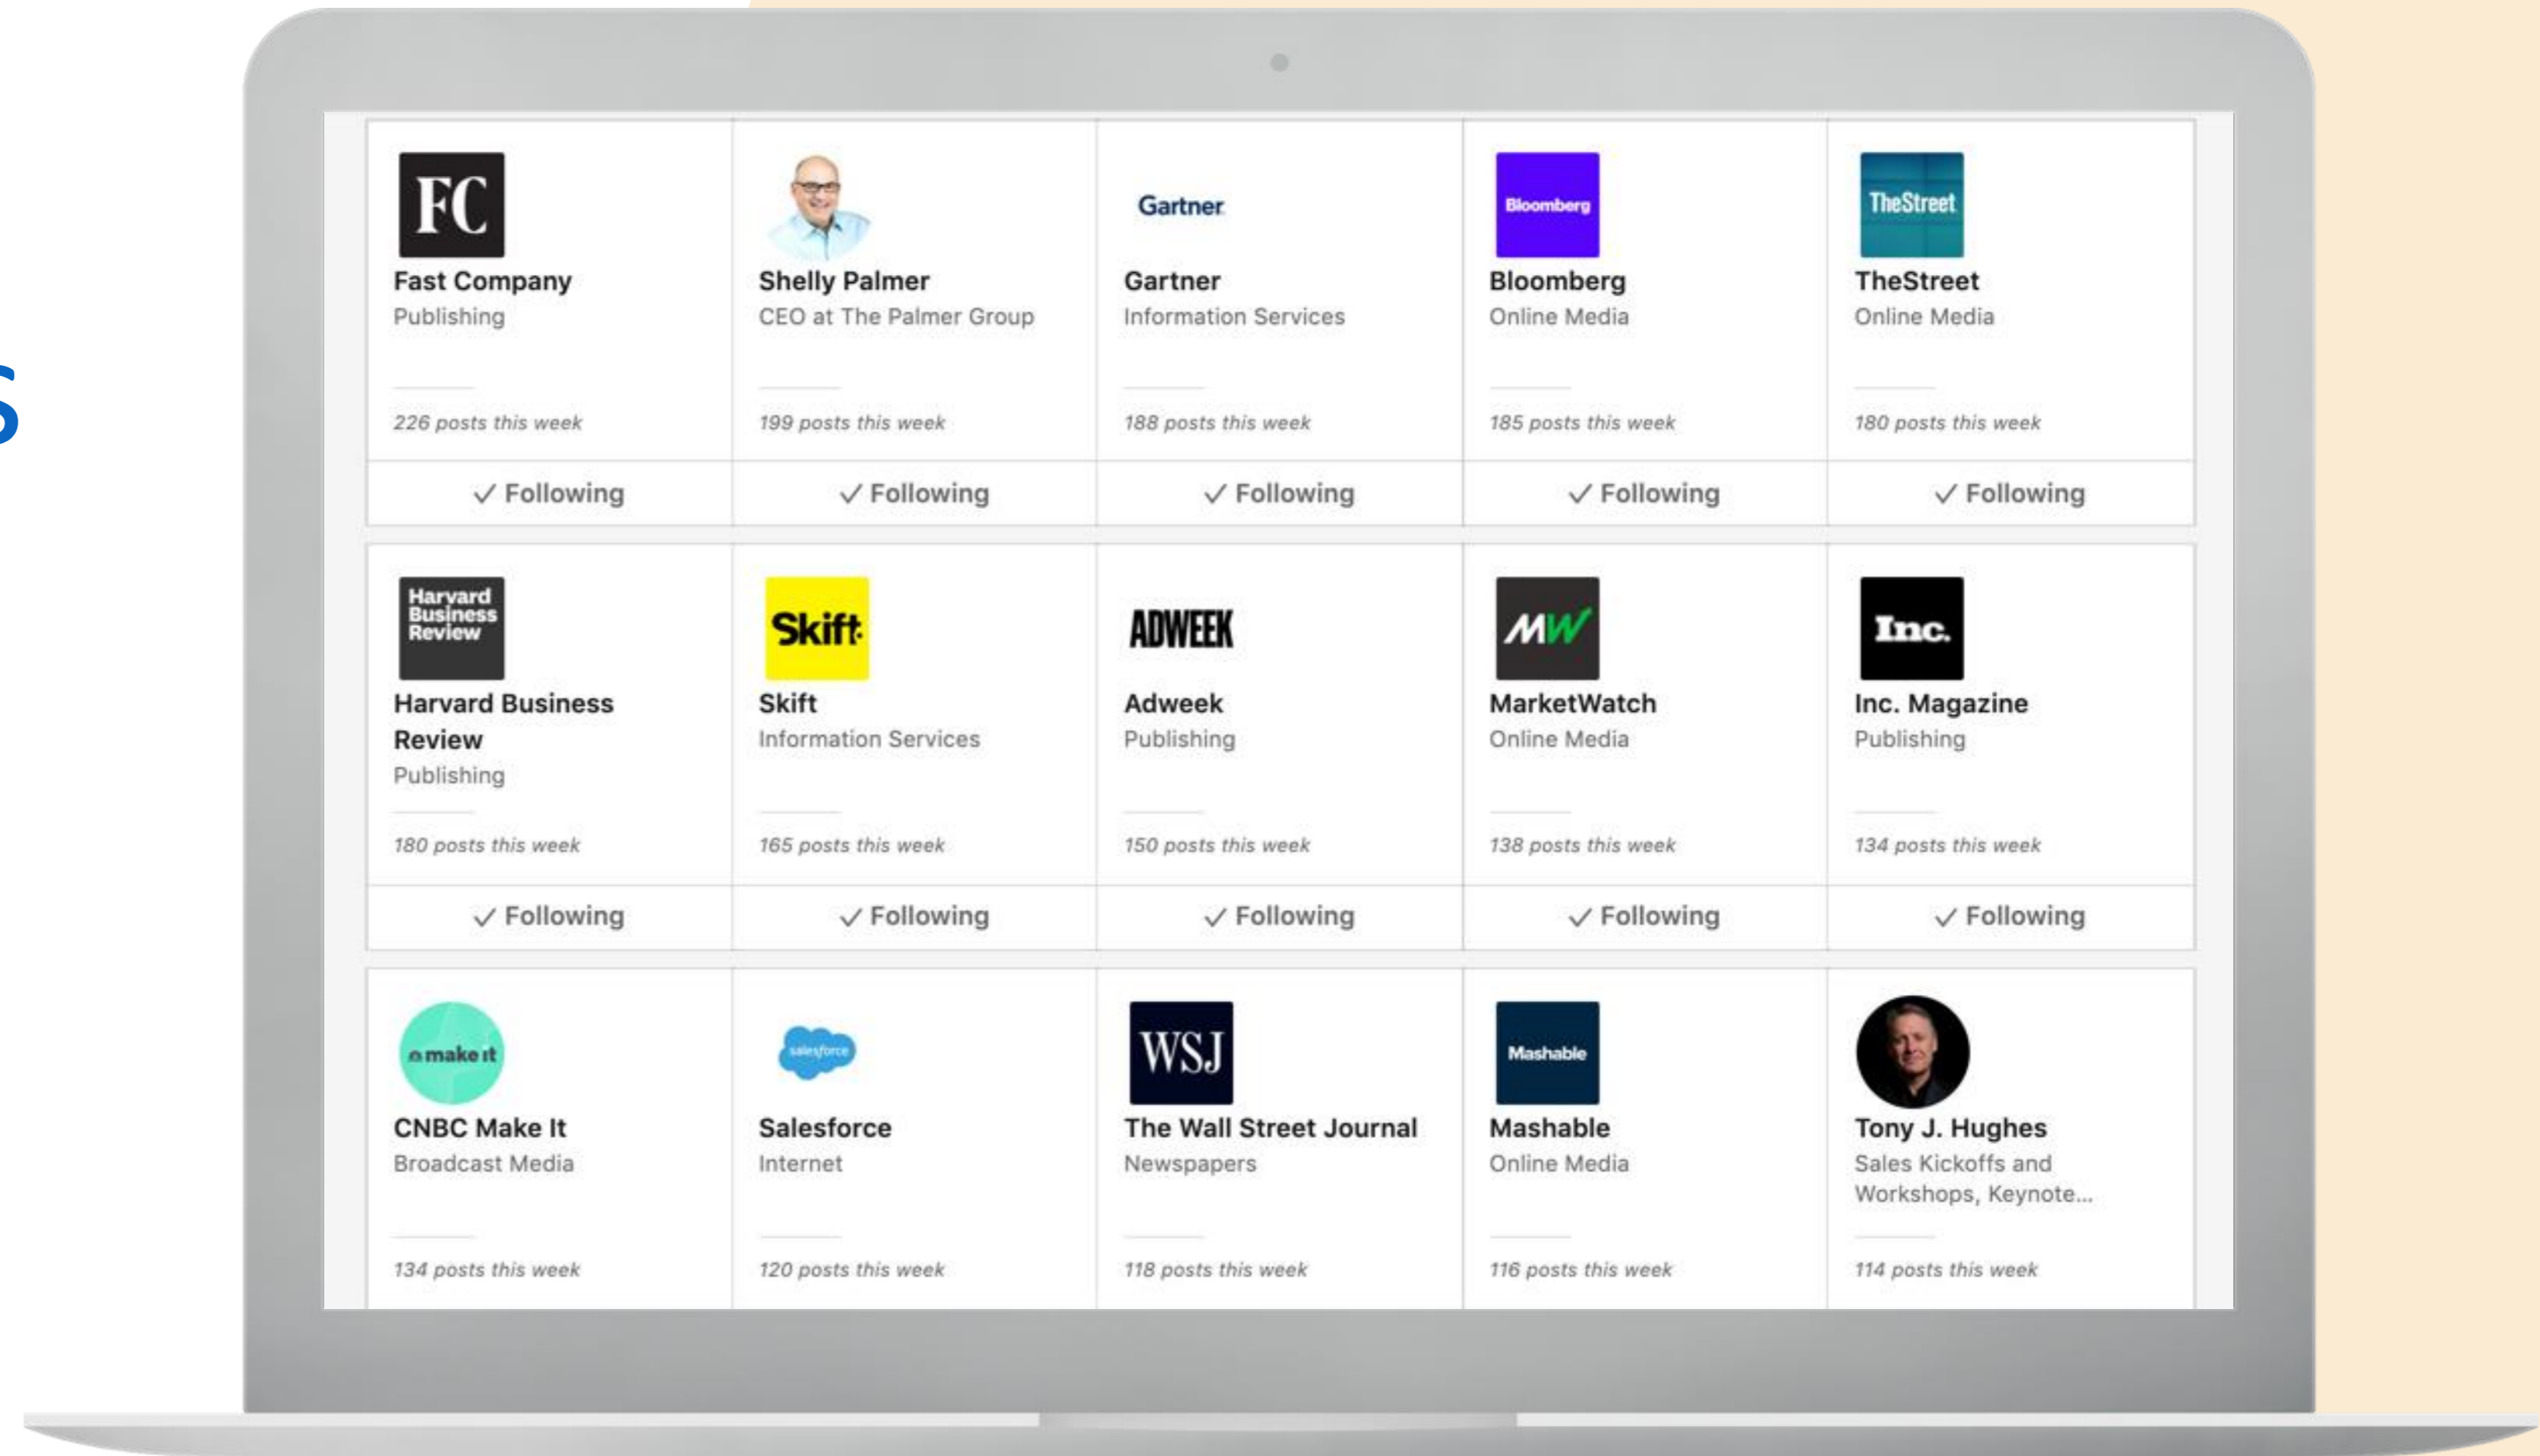 s
FC
Fast Company
Publishing
226 posts this week
✓ Following
Shelly Palmer
CEO at The Palmer Group
199 posts this week
✓ Following
Gartner
Gartner
Information Services
188 posts this week
✓ Following
Bloomberg
Bloomberg
Online Media
185 posts this week
✓ Following
TheStreet
TheStreet
Online Media
180 posts this week
✓ Following
Harvard
Business
Review
Harvard Business
Review
Publishing
180 posts this week
✓ Following
Skift
Skift
Information Services
165 posts this week
✓ Following
ADWEEK
Adweek
Publishing
150 posts this week
✓ Following
MW
MarketWatch
Online Media
138 posts this week
✓ Following
Inc.
Inc. Magazine
Publishing
134 posts this week
✓ Following
make it
CNBC Make It
Broadcast Media
134 posts this week
salesforce
Salesforce
Internet
120 posts this week
WSJ
The Wall Street Journal
Newspapers
118 posts this week
Mashable
Mashable
Online Media
116 posts this week
Tony J. Hughes
Sales Kickoffs and
Workshops, Keynote...
114 posts this week